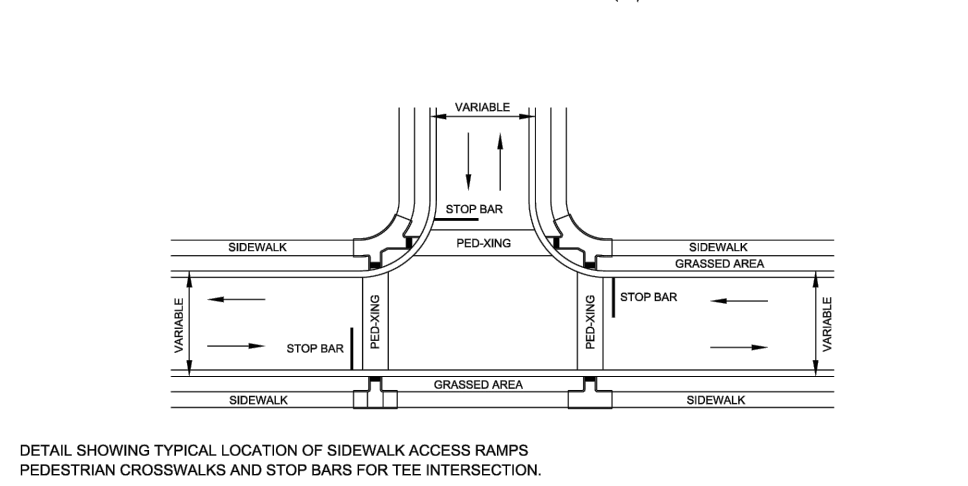 VARIABLE
STOP BAR
PED-XING
SIDEWALK
SIDEWALK
GRASSED AREA
VARIABLE
PED-XING
PED-XING
STOP BAR
VARIABLE
STOP BAR
GRASSED AREA
SIDEWALK
SIDEWALK
DETAIL SHOWING TYPICAL LOCATION OF SIDEWALK ACCESS RAMPS
PEDESTRIAN CROSSWALKS AND STOP BARS FOR TEE INTERSECTION.